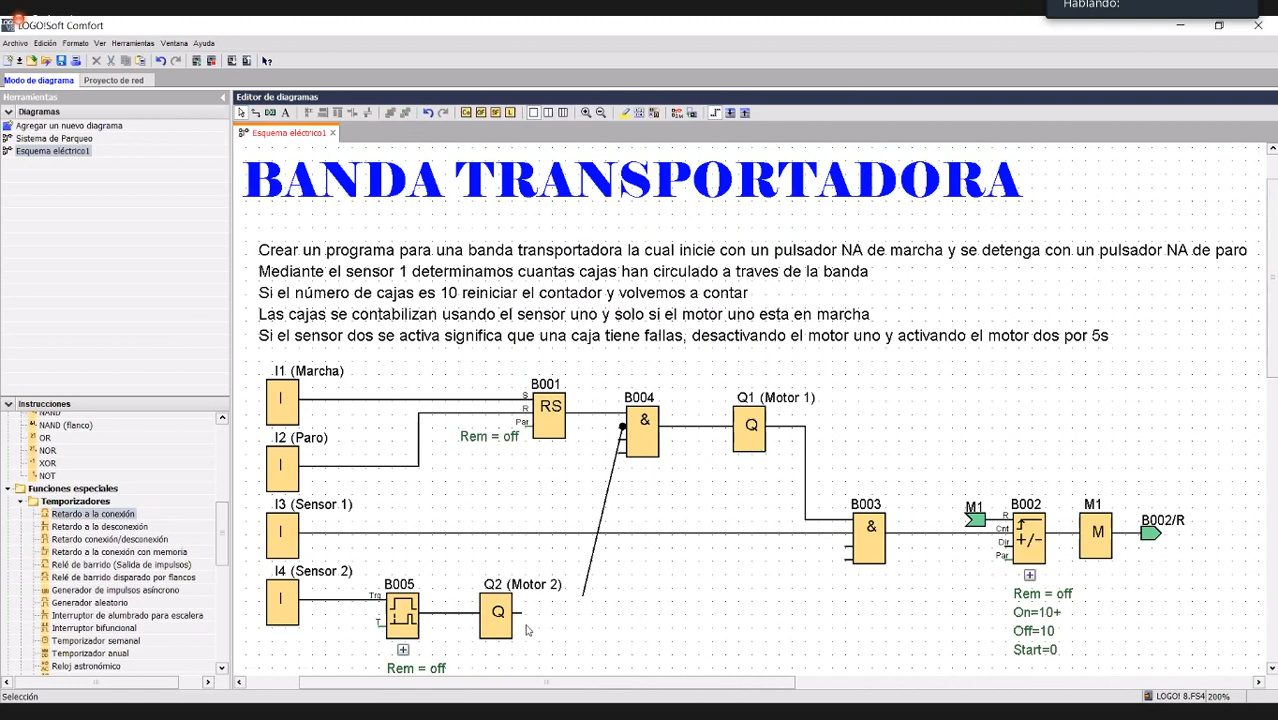 Hablando:
LOGO!Soft Comfort
Archivo Edición Formato Ver Herramientas Ventana Ayuda
Modo de diagrama Proyecto de red
Herramientas
Diagramas
Agregar un nuevo diagrama
Sistema de Parqueo
Esquema eléctrico1
Instrucciones
NAND
NAND (flanco)
OR
NOR
XOR
NOT
Funciones especiales
Temporizadores
Retardo a la conexión
Retardo a la desconexión
Retardo conexión/desconexión
Retardo a la conexión con memoria
Relé de barrido (Salida de impulsos)
Relé de barrido disparado por flancos
Generador de impulsos asíncrono
Generador aleatorio
Interruptor de alumbrado para escalera
Interruptor bifuncional
Temporizador semanal
Temporizador anual
Reloj astronómico
Editor de diagramas
Esquema eléctrico1
BANDA TRANSPORTADORA
Crear un programa para una banda transportadora la cual inicie con un pulsador NA de marcha y se detenga con un pulsador NA de paro
Mediante el sensor 1 determinamos cuantas cajas han circulado a traves de la banda
Si el número de cajas es 10 reiniciar el contador y volvemos a contar
Las cajas se contabilizan usando el sensor uno y solo si el motor uno esta en marcha
Si el sensor dos se activa significa que una caja tiene fallas, desactivando el motor uno y activando el motor dos por 5s
I1 (Marcha)
I
B001
S
R
Par
RS
Rem = off
B004
&
Q1 (Motor 1)
Q
I2 (Paro)
I
I3 (Sensor 1)
I
B003
&
M1
B002
R
Cnt
Dir
Par
+/-
M1
M
B002/R
Rem = off
On=10+
Off=10
Start=0
I4 (Sensor 2)
I
B005
Trg
T
Rem = off
Q2 (Motor 2)
Q
Selección
LOGO! 8.FS4 200%